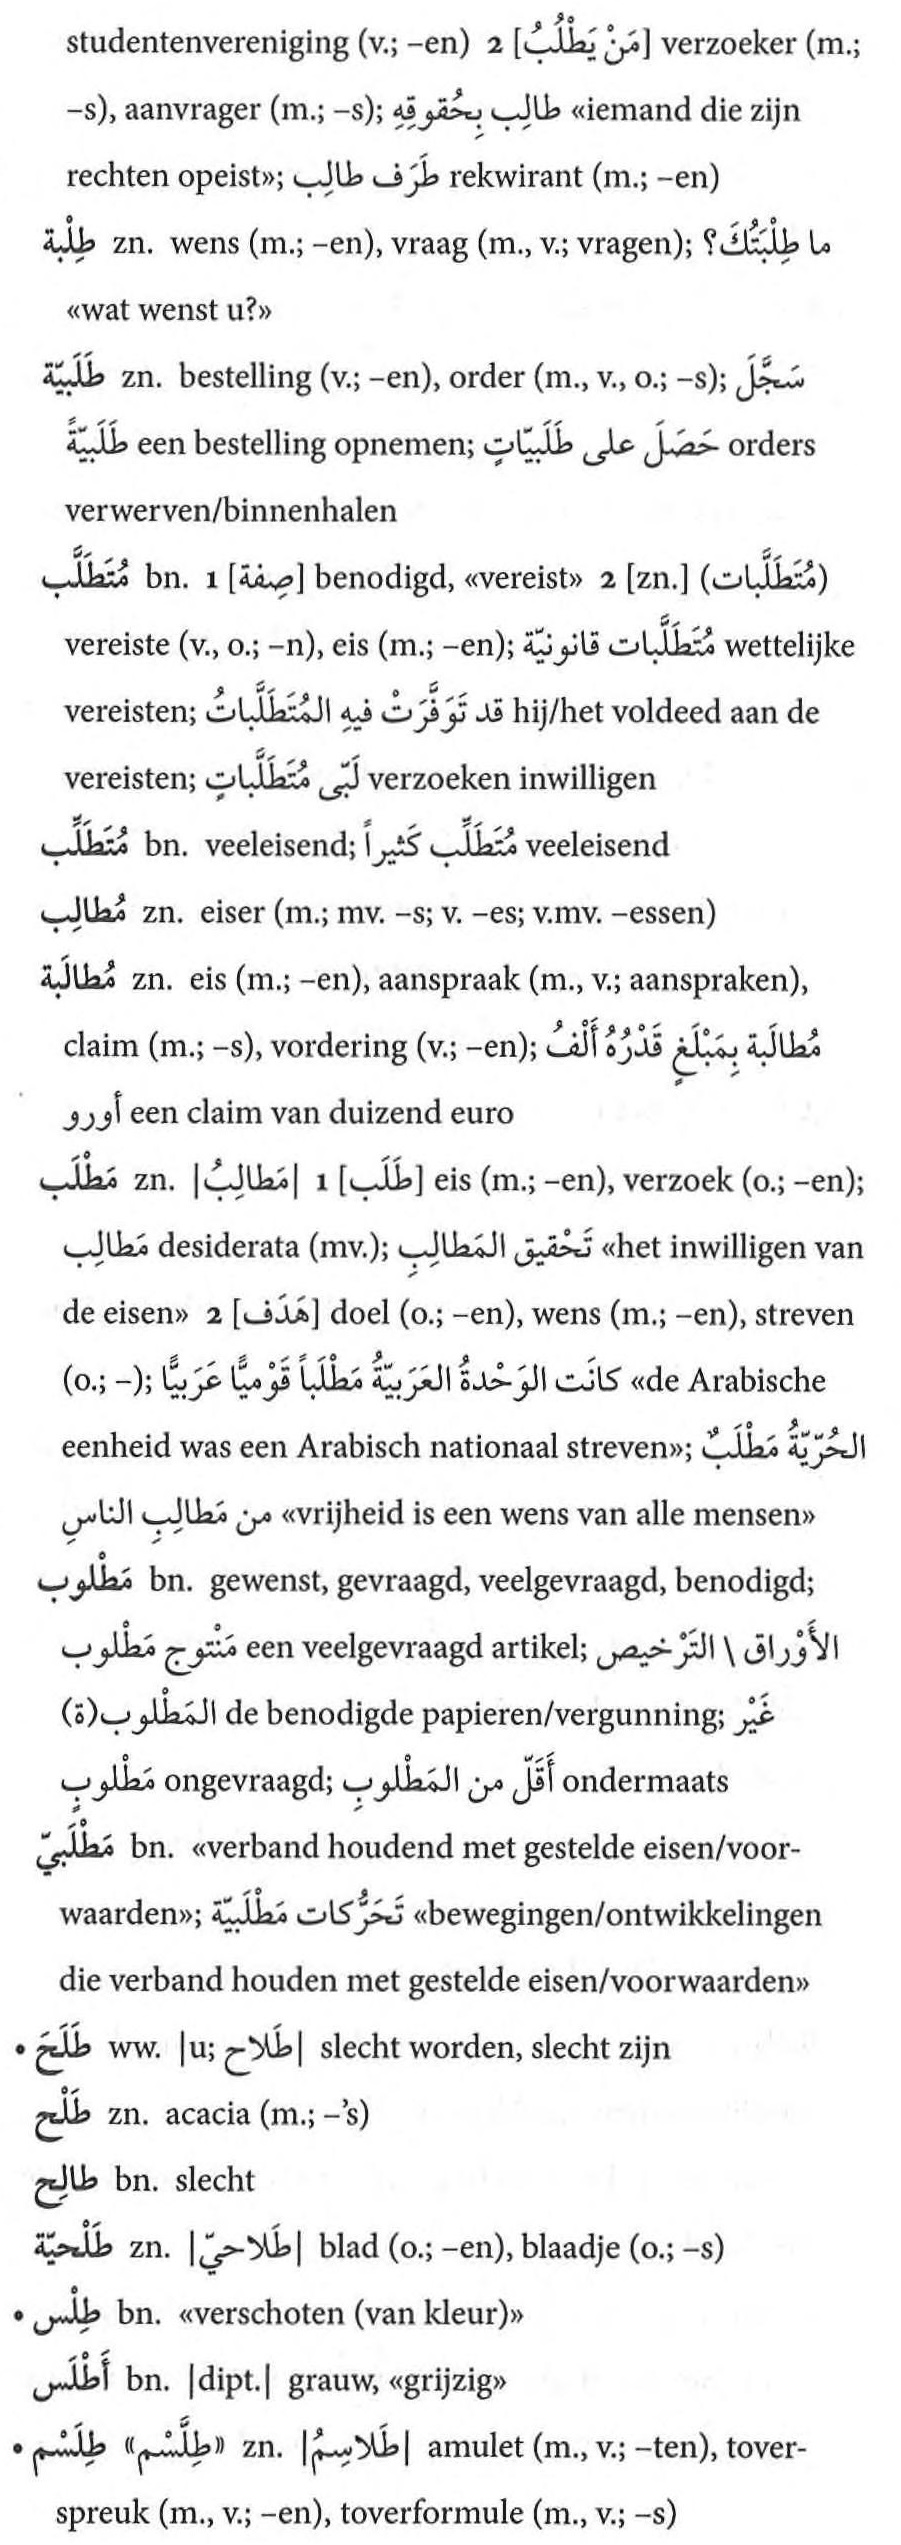 studentenvereniging (v.; –en) 2 [مَنْ يَطْلُبُ] verzoeker (m.;
–s), aanvrager (m.; –s); طالِب بِحُقوقِهِ «iemand die zijn
rechten opeist»; طَرَف طالِب rekwirant (m.; –en)
طِلْبة zn. wens (m.; –en), vraag (m., v.; vragen); ما طِلْبَتُكَ؟
«wat wenst u?»
طَلَبيّة zn. bestelling (v.; –en), order (m., v., o.; –s); سَجَّلَ
طَلَبيّةً een bestelling opnemen; حَصَلَ على طَلَبيّاتٍ orders
verwerven/binnenhalen
مُتَطَلَّب bn. 1 [صِفة] benodigd, «vereist» 2 [zn.] (مُتَطَلَّبات)
vereiste (v., o.; –n), eis (m.; –en); مُتَطَلَّبات قانونيّة wettelijke
vereisten; قد تَوَفَّرَتْ فيهِ المُتَطَلَّباتُ hij/het voldeed aan de
vereisten; لَبّى مُتَطَلَّباتٍ verzoeken inwilligen
مُتَطَلِّب bn. veeleisend; مُتَطَلِّب كَثيراً veeleisend
مُطالِب zn. eiser (m.; mv. –s; v. –es; v.mv. –essen)
مُطالَبة zn. eis (m.; –en), aanspraak (m., v.; aanspraken),
claim (m.; –s), vordering (v.; –en); مُطالَبة بِمَبْلَغٍ قَدْرُهُ أَلْفُ
أورو een claim van duizend euro
مَطْلَب zn. |مَطالِبُ| 1 [طَلَب] eis (m.; –en), verzoek (o.; –en);
مَطالِب desiderata (mv.); تَحْقيق المَطالِبِ «het inwilligen van
de eisen» 2 [هَدَف] doel (o.; –en), wens (m.; –en), streven
(o.; –); كانَت الوَحْدةُ العَرَبيّةُ مَطْلَباً قَوْميًّا عَرَبيًّا «de Arabische
eenheid was een Arabisch nationaal streven»; الحُرّيّةُ مَطْلَبٌ
من مَطالِبِ الناسِ «vrijheid is een wens van alle mensen»
مَطْلوب bn. gewenst, gevraagd, veelgevraagd, benodigd;
مَنْتوج مَطْلوب een veelgevraagd artikel; الأَوْراق \ التَرْخيص
المَطْلوب(ة) de benodigde papieren/vergunning; غَيْر
مَطْلوبٍ ongevraagd; أَقَلّ من المَطْلوبِ ondermaats
مَطْلَبيّ bn. «verband houdend met gestelde eisen/voor-
waarden»; تَحَرُّكات مَطْلَبيّة «bewegingen/ontwikkelingen
die verband houden met gestelde eisen/voorwaarden»
• طَلَحَ ww. |u; طَلاح| slecht worden, slecht zijn
طَلْح zn. acacia (m.; –’s)
طالِح bn. slecht
طَلْحيّة zn. |طَلاحيّ| blad (o.; –en), blaadje (o.; –s)
• طِلْس bn. «verschoten (van kleur)»
أَطْلَس bn. |dipt.| grauw, «grijzig»
• طِلَسْم «طِلَّسْم» zn. |طَلاسِمُ| amulet (m., v.; –ten), tover-
spreuk (m., v.; –en), toverformule (m., v.; –s)